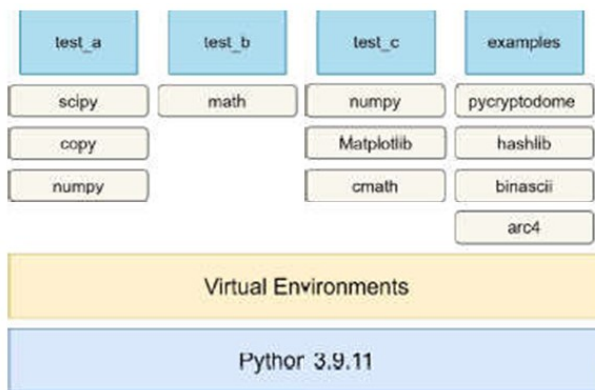 test_a
test_b
test_c
examples
scipy
math
numpy
pycryptodome
copy
Matplotlib
hashlib
numpy
cmath
binascii
arc4
Virtual Environments
Python 3.9.11